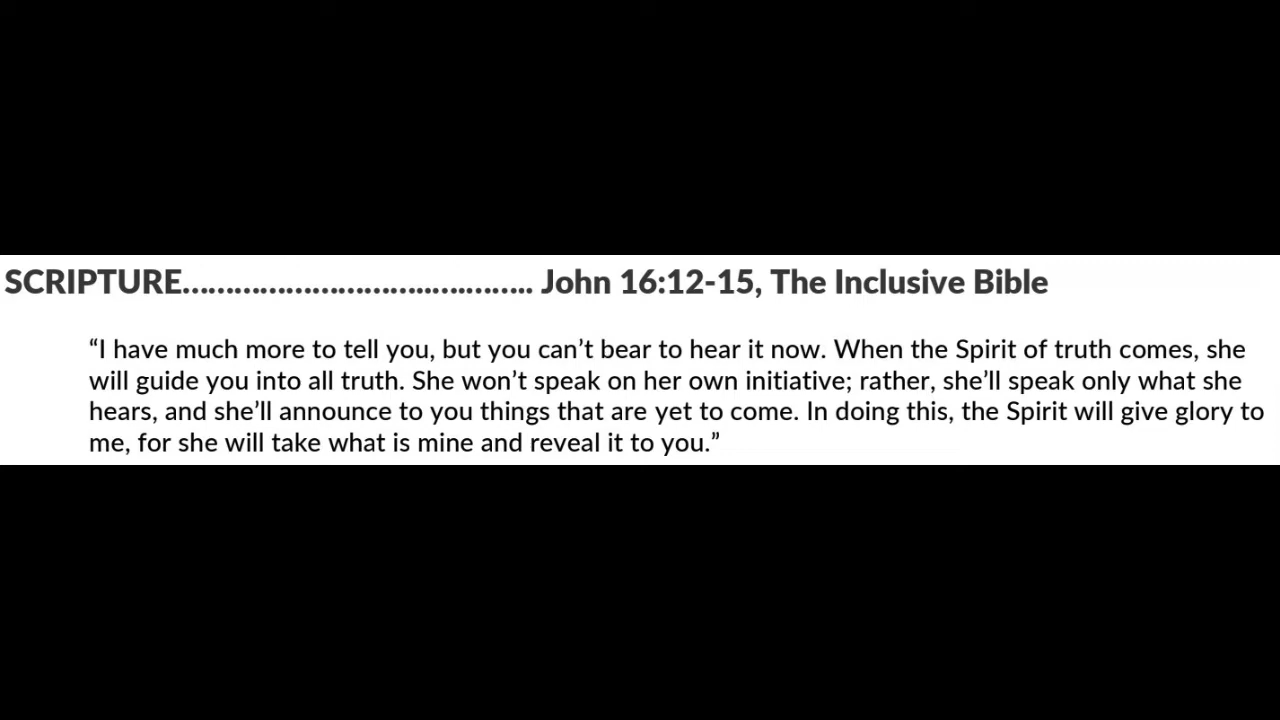 SCRIPTURE……………………….…….…….. John 16:12-15, The Inclusive Bible
“I have much more to tell you, but you can’t bear to hear it now. When the Spirit of truth comes, she
will guide you into all truth. She won’t speak on her own initiative; rather, she’ll speak only what she
hears, and she’ll announce to you things that are yet to come. In doing this, the Spirit will give glory to
me, for she will take what is mine and reveal it to you.”